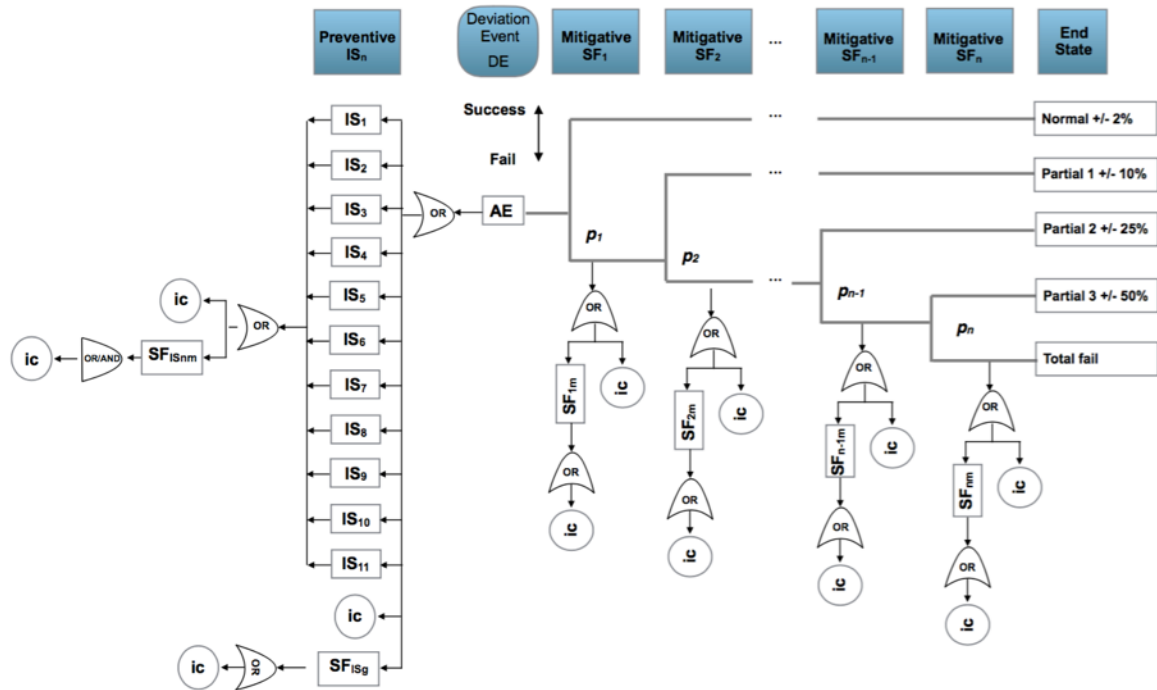 Preventive
ISn
Deviation
Event
DE
Mitigative
SF1
Mitigative
SF2
...
Mitigative
SFn-1
Mitigative
SFn
End
State
Success
Fail
IS1
IS2
IS3
IS4
IS5
IS6
IS7
IS8
IS9
IS10
IS11
ic
SFISg
OR
ic
OR
ic
SFISnm
OR/AND
ic
OR
AE
...
Normal +/- 2%
...
Partial 1 +/- 10%
p1
p2
...
Partial 2 +/- 25%
pn-1
Partial 3 +/- 50%
pn
Total fail
OR
SF1m
ic
OR
ic
OR
SF2m
ic
OR
ic
OR
SFn-1m
ic
OR
ic
OR
SFnm
ic
OR
ic